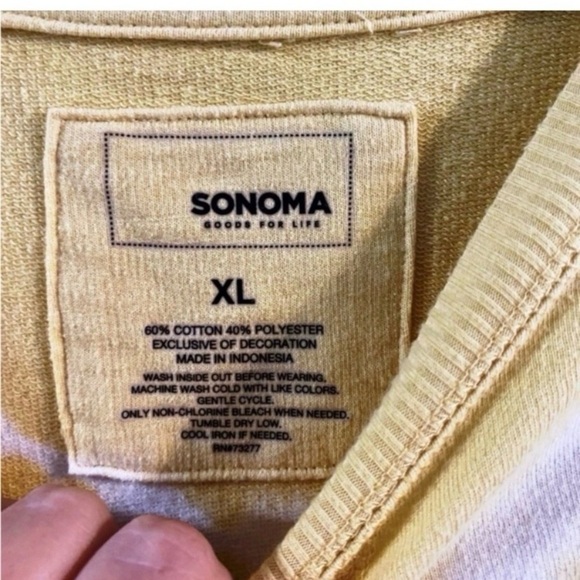 SONOMA
GOODS FOR LIFE
XL
60% COTTON 40% POLYESTER
EXCLUSIVE OF DECORATION
MADE IN INDONESIA
WASH INSIDE OUT BEFORE WEARING.
MACHINE WASH COLD WITH LIKE COLORS.
GENTLE CYCLE.
ONLY NON-CHLORINE BLEACH WHEN NEEDED.
TUMBLE DRY LOW.
COOL IRON IF NEEDED.
RN#73277